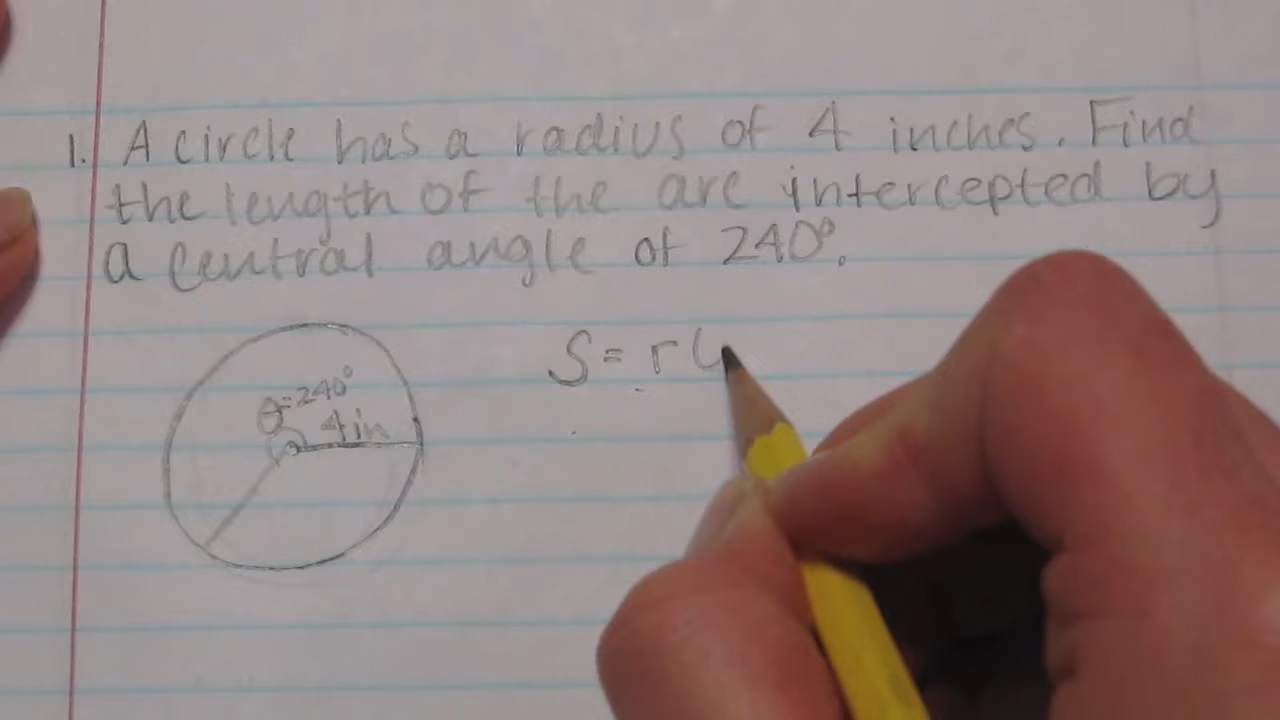 1. A circle has a radius of 4 inches. Find
the length of the arc intercepted by
a central angle of 240°.
θ=240°
4in
S= r